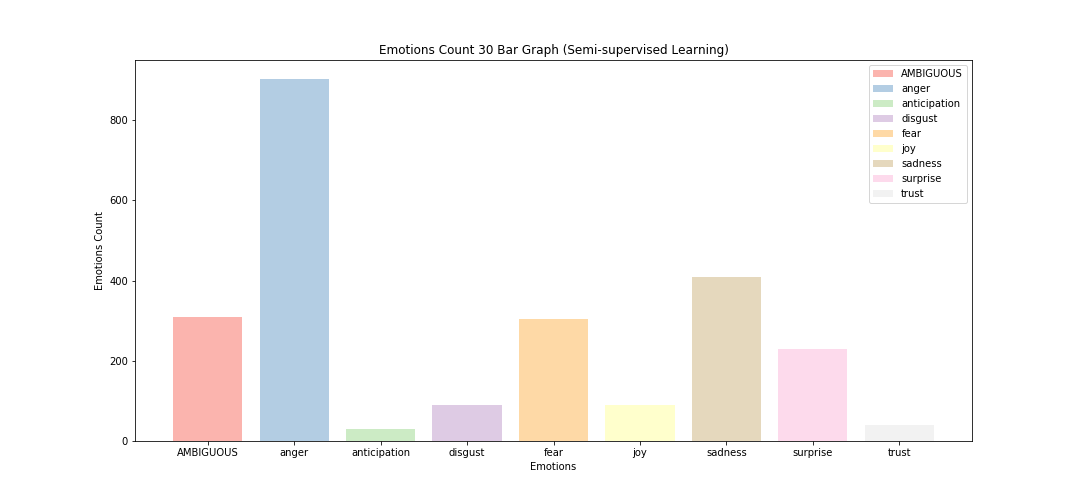 Emotions Count 30 Bar Graph (Semi-supervised Learning)
AMBIGUOUS
anger
anticipation
disgust
fear
joy
sadness
surprise
trust
Emotions Count
800
600
400
200
0
AMBIGUOUS anger anticipation disgust fear joy sadness surprise trust
Emotions